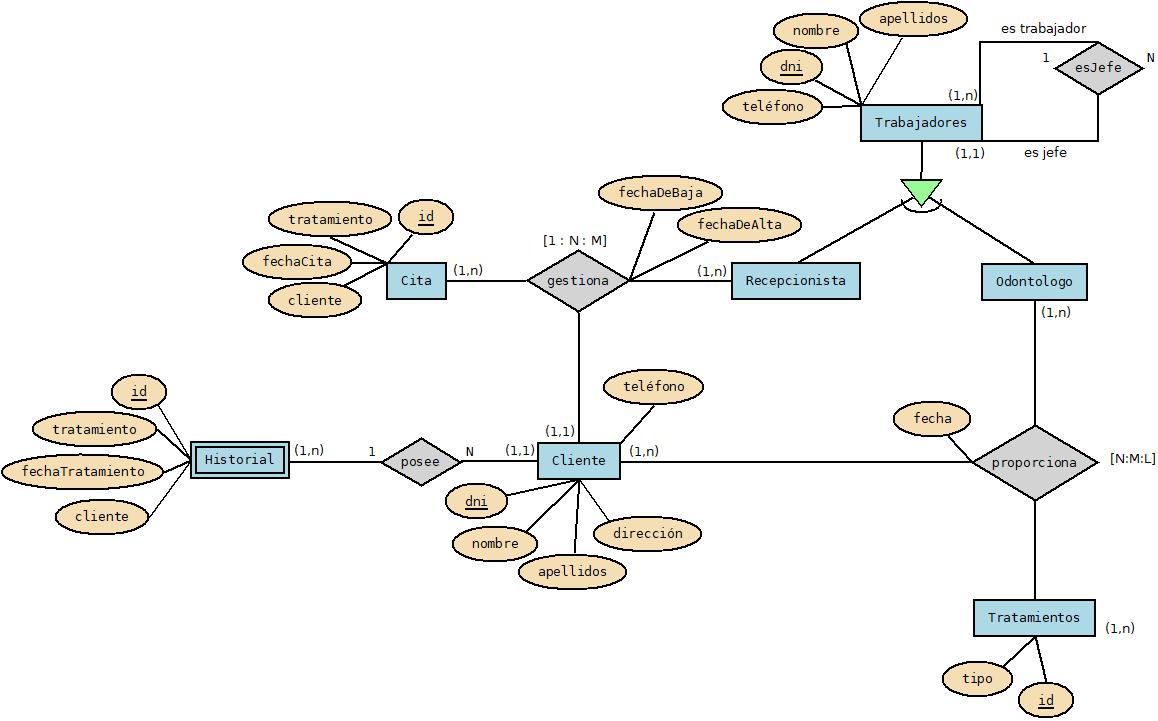 apellidos
nombre
es trabajador
dni
1
esJefe
N
teléfono
(1,n)
Trabajadores
(1,1)
es jefe
fechaDeBaja
tratamiento
id
fechaDeAlta
[1 : N : M]
fechaCita
(1,n)
(1,n)
Cita
gestiona
Recepcionista
Odontologo
cliente
(1,n)
id
teléfono
tratamiento
fecha
(1,1)
(1,n)
1
N
(1,1)
(1,n)
Historial
posee
Cliente
proporciona
[N:M:L]
fechaTratamiento
dni
cliente
nombre
dirección
apellidos
Tratamientos
(1,n)
tipo
id